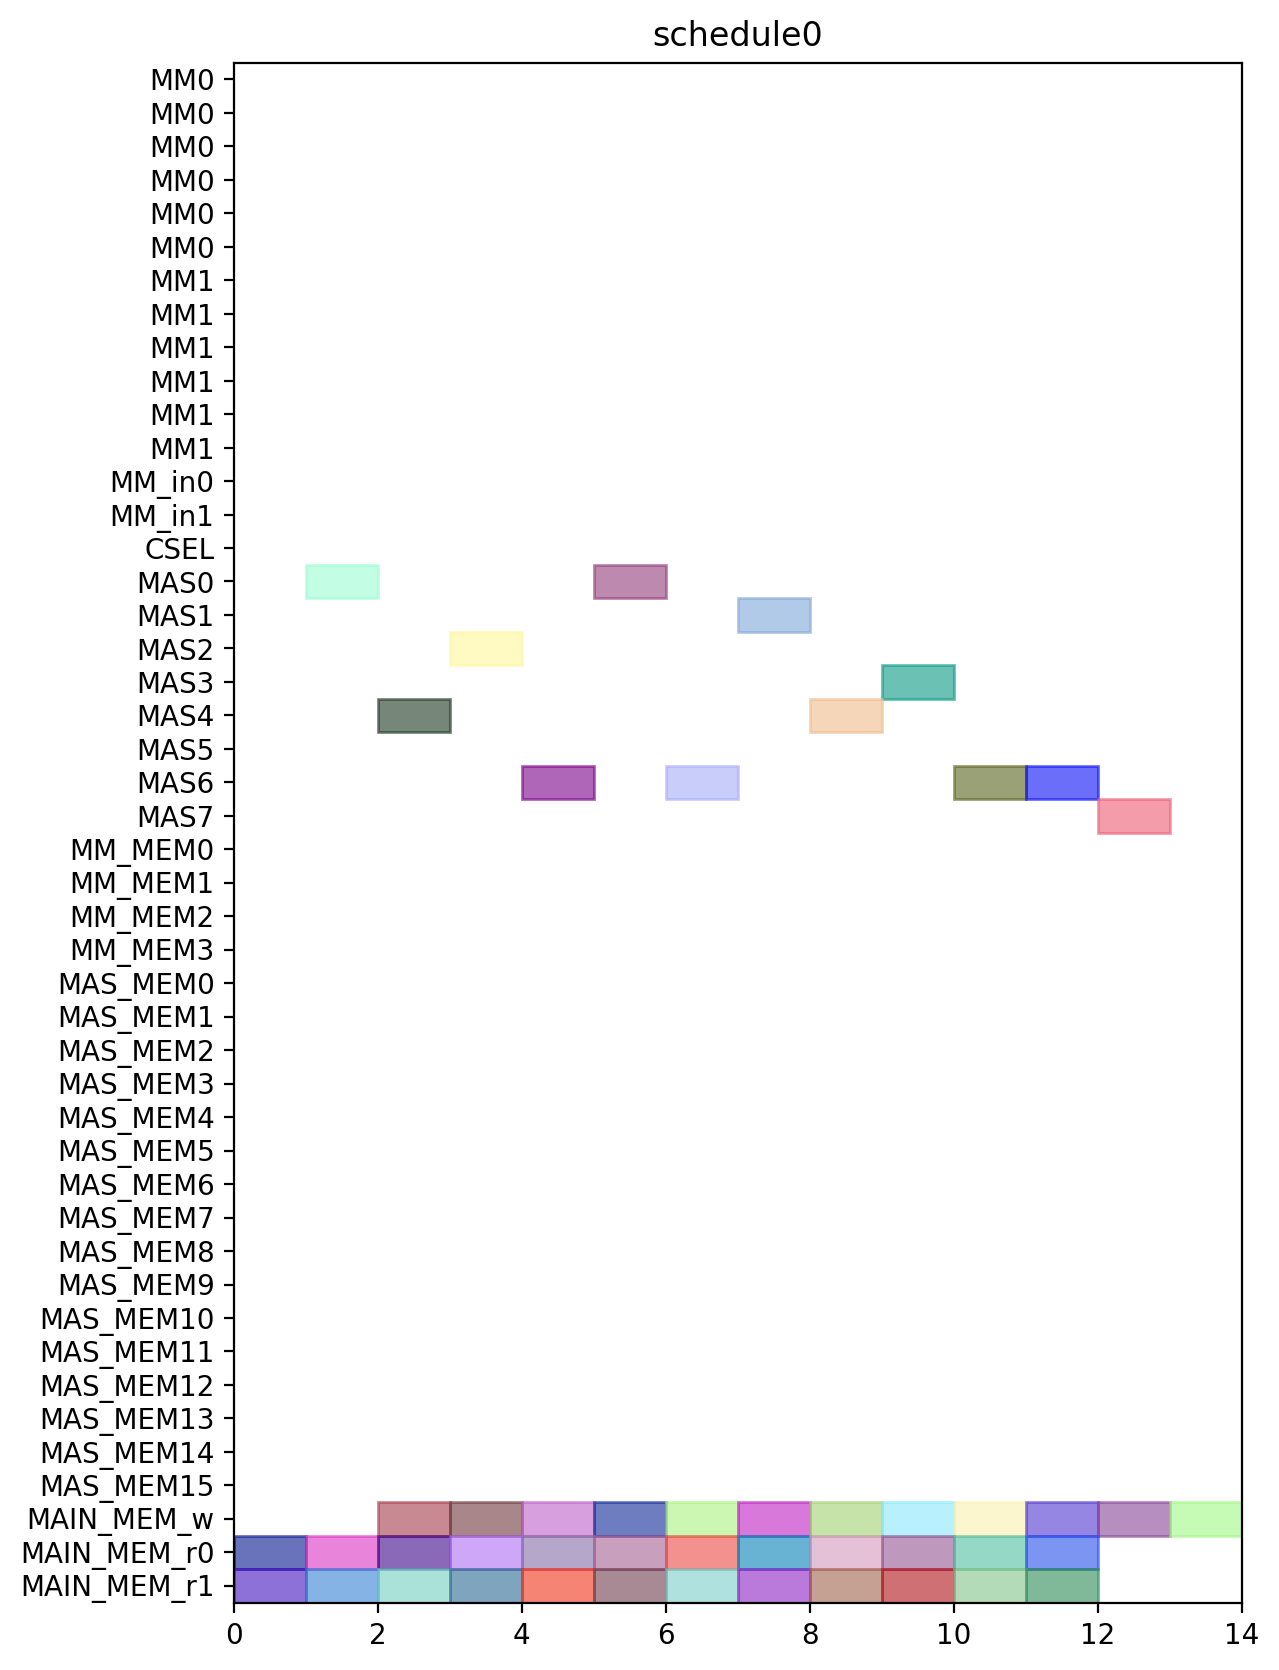 schedule0
MM0
MM0
MM0
MM0
MM0
MM0
MM1
MM1
MM1
MM1
MM1
MM1
MM_in0
MM_in1
CSEL
MAS0
MAS1
MAS2
MAS3
MAS4
MAS5
MAS6
MAS7
MM_MEM0
MM_MEM1
MM_MEM2
MM_MEM3
MAS_MEM0
MAS_MEM1
MAS_MEM2
MAS_MEM3
MAS_MEM4
MAS_MEM5
MAS_MEM6
MAS_MEM7
MAS_MEM8
MAS_MEM9
MAS_MEM10
MAS_MEM11
MAS_MEM12
MAS_MEM13
MAS_MEM14
MAS_MEM15
MAIN_MEM_w
MAIN_MEM_r0
MAIN_MEM_r1
0 2 4 6 8 10 12 14